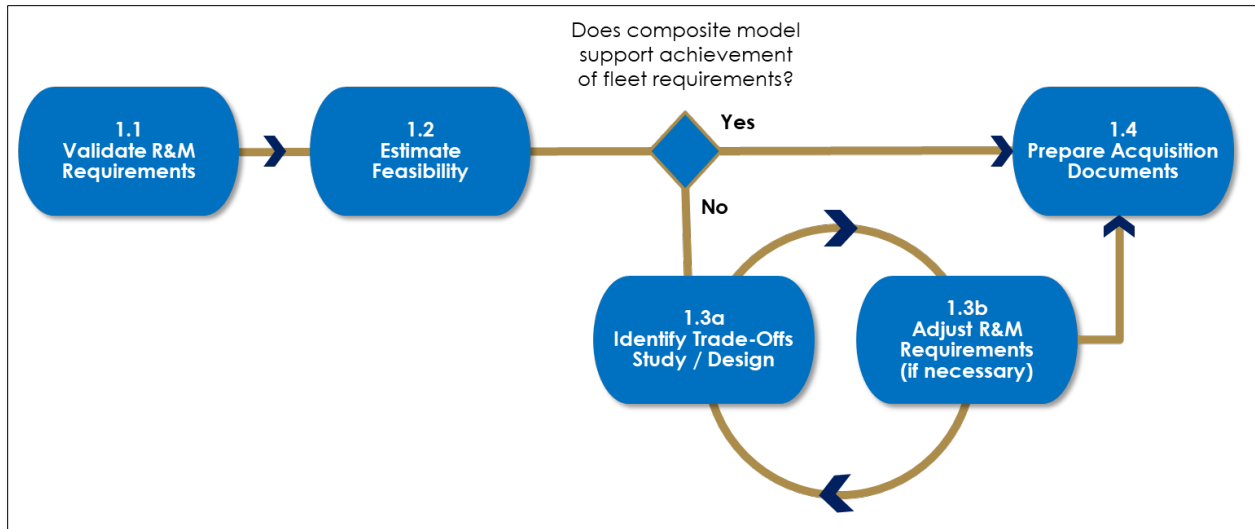 Does composite model
support achievement
of fleet requirements?
1.1
Validate R&M
Requirements
1.2
Estimate
Feasibility
Yes
1.4
Prepare Acquisition
Documents
No
1.3a
Identify Trade-Offs
Study / Design
1.3b
Adjust R&M
Requirements
(if necessary)